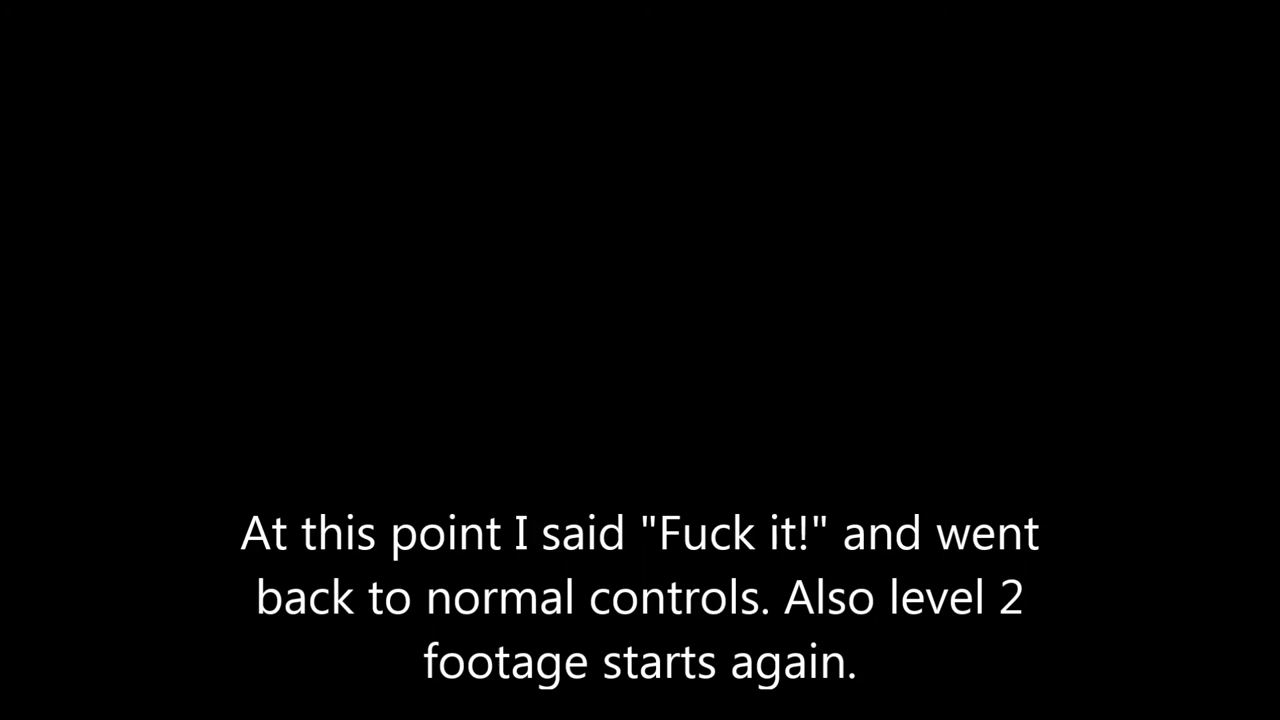 At this point I said "Fuck it!" and went
back to normal controls. Also level 2
footage starts again.